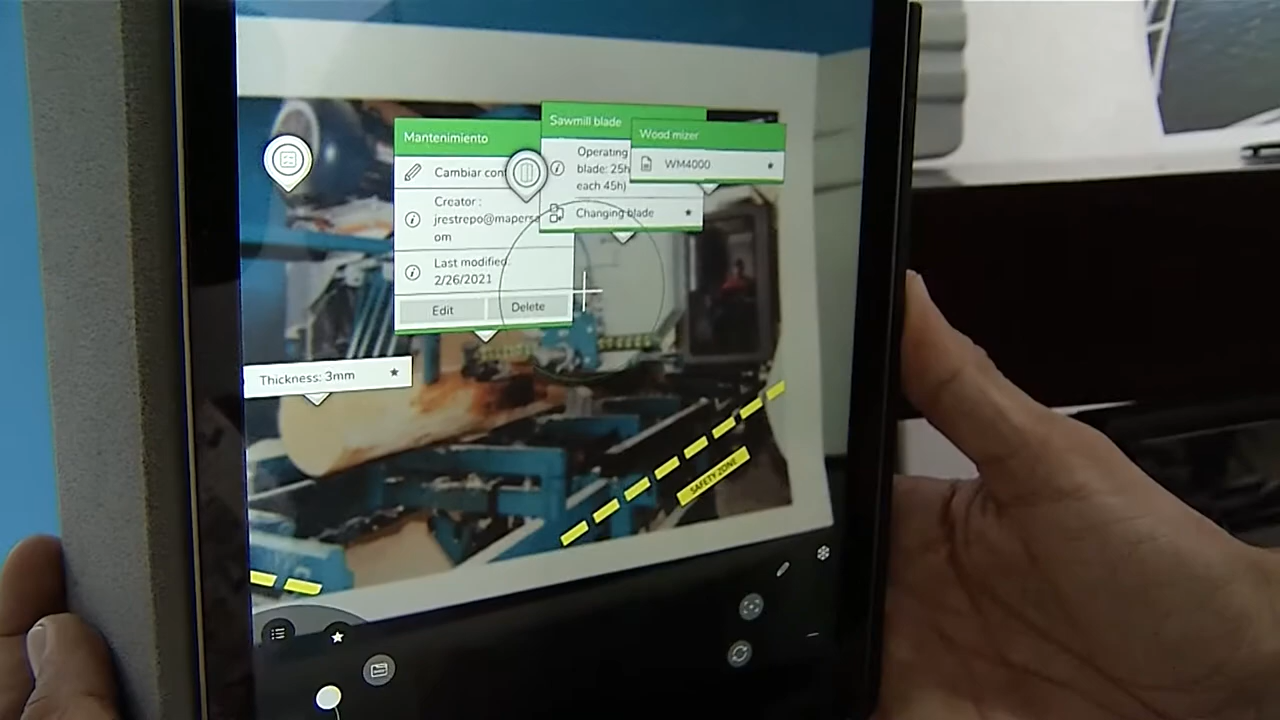 Mantenimiento
Cambiar con
Creator :
jrestrepo@mapersa
om
Last modified:
2/26/2021
Edit
Delete
Sawmill blade
Operating
blade: 25h
each 45h)
Changing blade
Wood mizer
WM4000
Thickness: 3mm
SAFETY ZONE